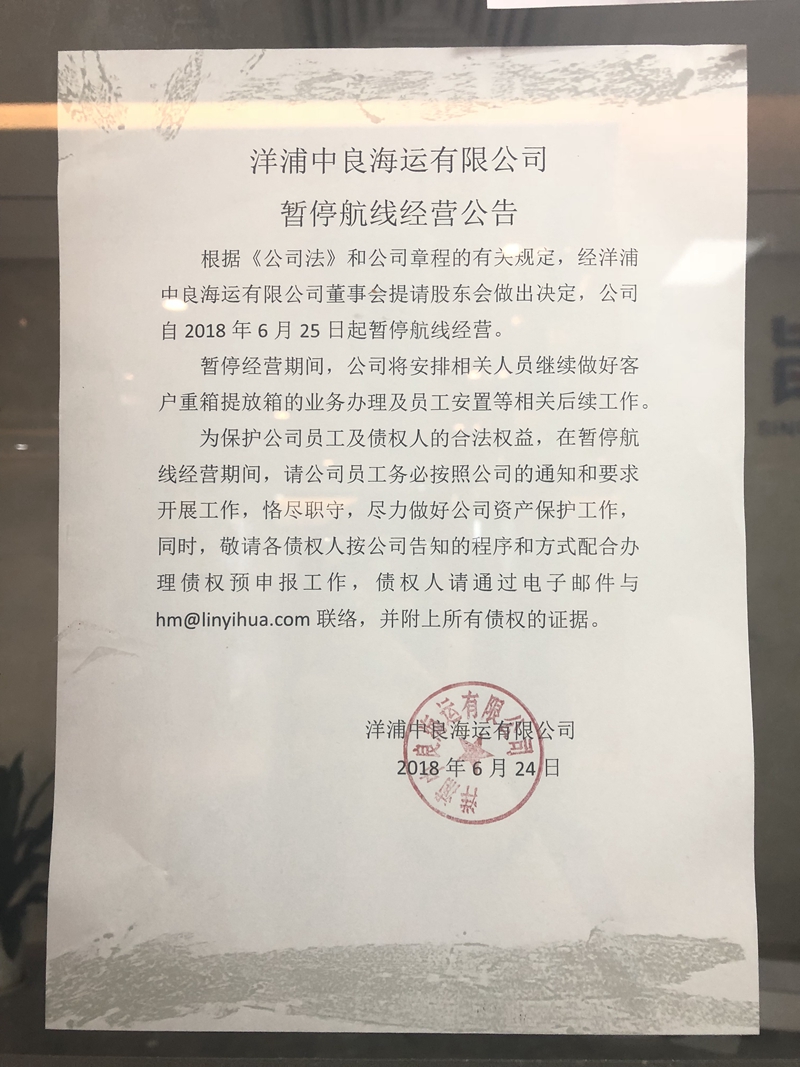 洋浦中良海运有限公司
暂停航线经营公告
根据《公司法》和公司章程的有关规定，经洋浦
中良海运有限公司董事会提请股东会做出决定，公司
自 2018 年 6 月 25 日起暂停航线经营。
暂停经营期间，公司将安排相关人员继续做好客
户重箱提放箱的业务办理及员工安置等相关后续工作。
为保护公司员工及债权人的合法权益，在暂停航
线经营期间，请公司员工务必按照公司的通知和要求
开展工作，恪尽职守，尽力做好公司资产保护工作，
同时，敬请各债权人按公司告知的程序和方式配合办
理债权预申报工作，债权人请通过电子邮件与
hm@linyihua.com 联络，并附上所有债权的证据。
洋浦中良海运有限公司
2018 年 6 月 24 日
洋浦中良海运有限公司